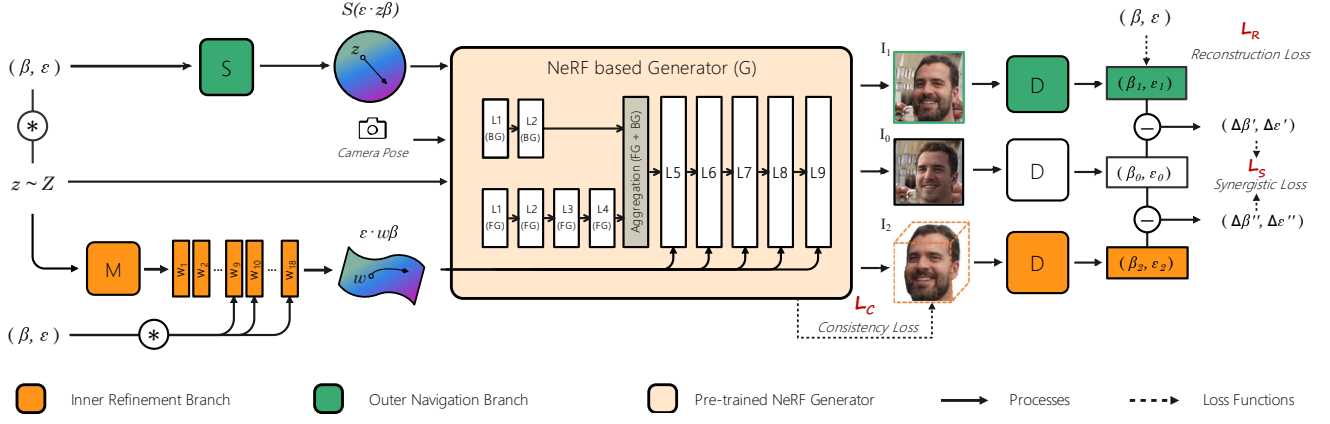 (β, ε)
S
S(ε·zβ)
z
*
z ~ Z
Camera Pose
M
w1
w2
...
w9
w10
...
w18
ε·wβ
w
(β, ε)
*
NeRF based Generator (G)
L1
(BG)
L2
(BG)
L1
(FG)
L2
(FG)
L3
(FG)
L4
(FG)
Aggregation (FG + BG)
L5
L6
L7
L8
L9
I1
I0
I2
D
D
D
(β, ε)
LR
Reconstruction Loss
(β1, ε1)
−
(Δβ', Δε')
(β0, ε0)
LS
Synergistic Loss
−
(Δβ'', Δε'')
(β2, ε2)
LC
Consistency Loss
Inner Refinement Branch
Outer Navigation Branch
Pre-trained NeRF Generator
Processes
Loss Functions